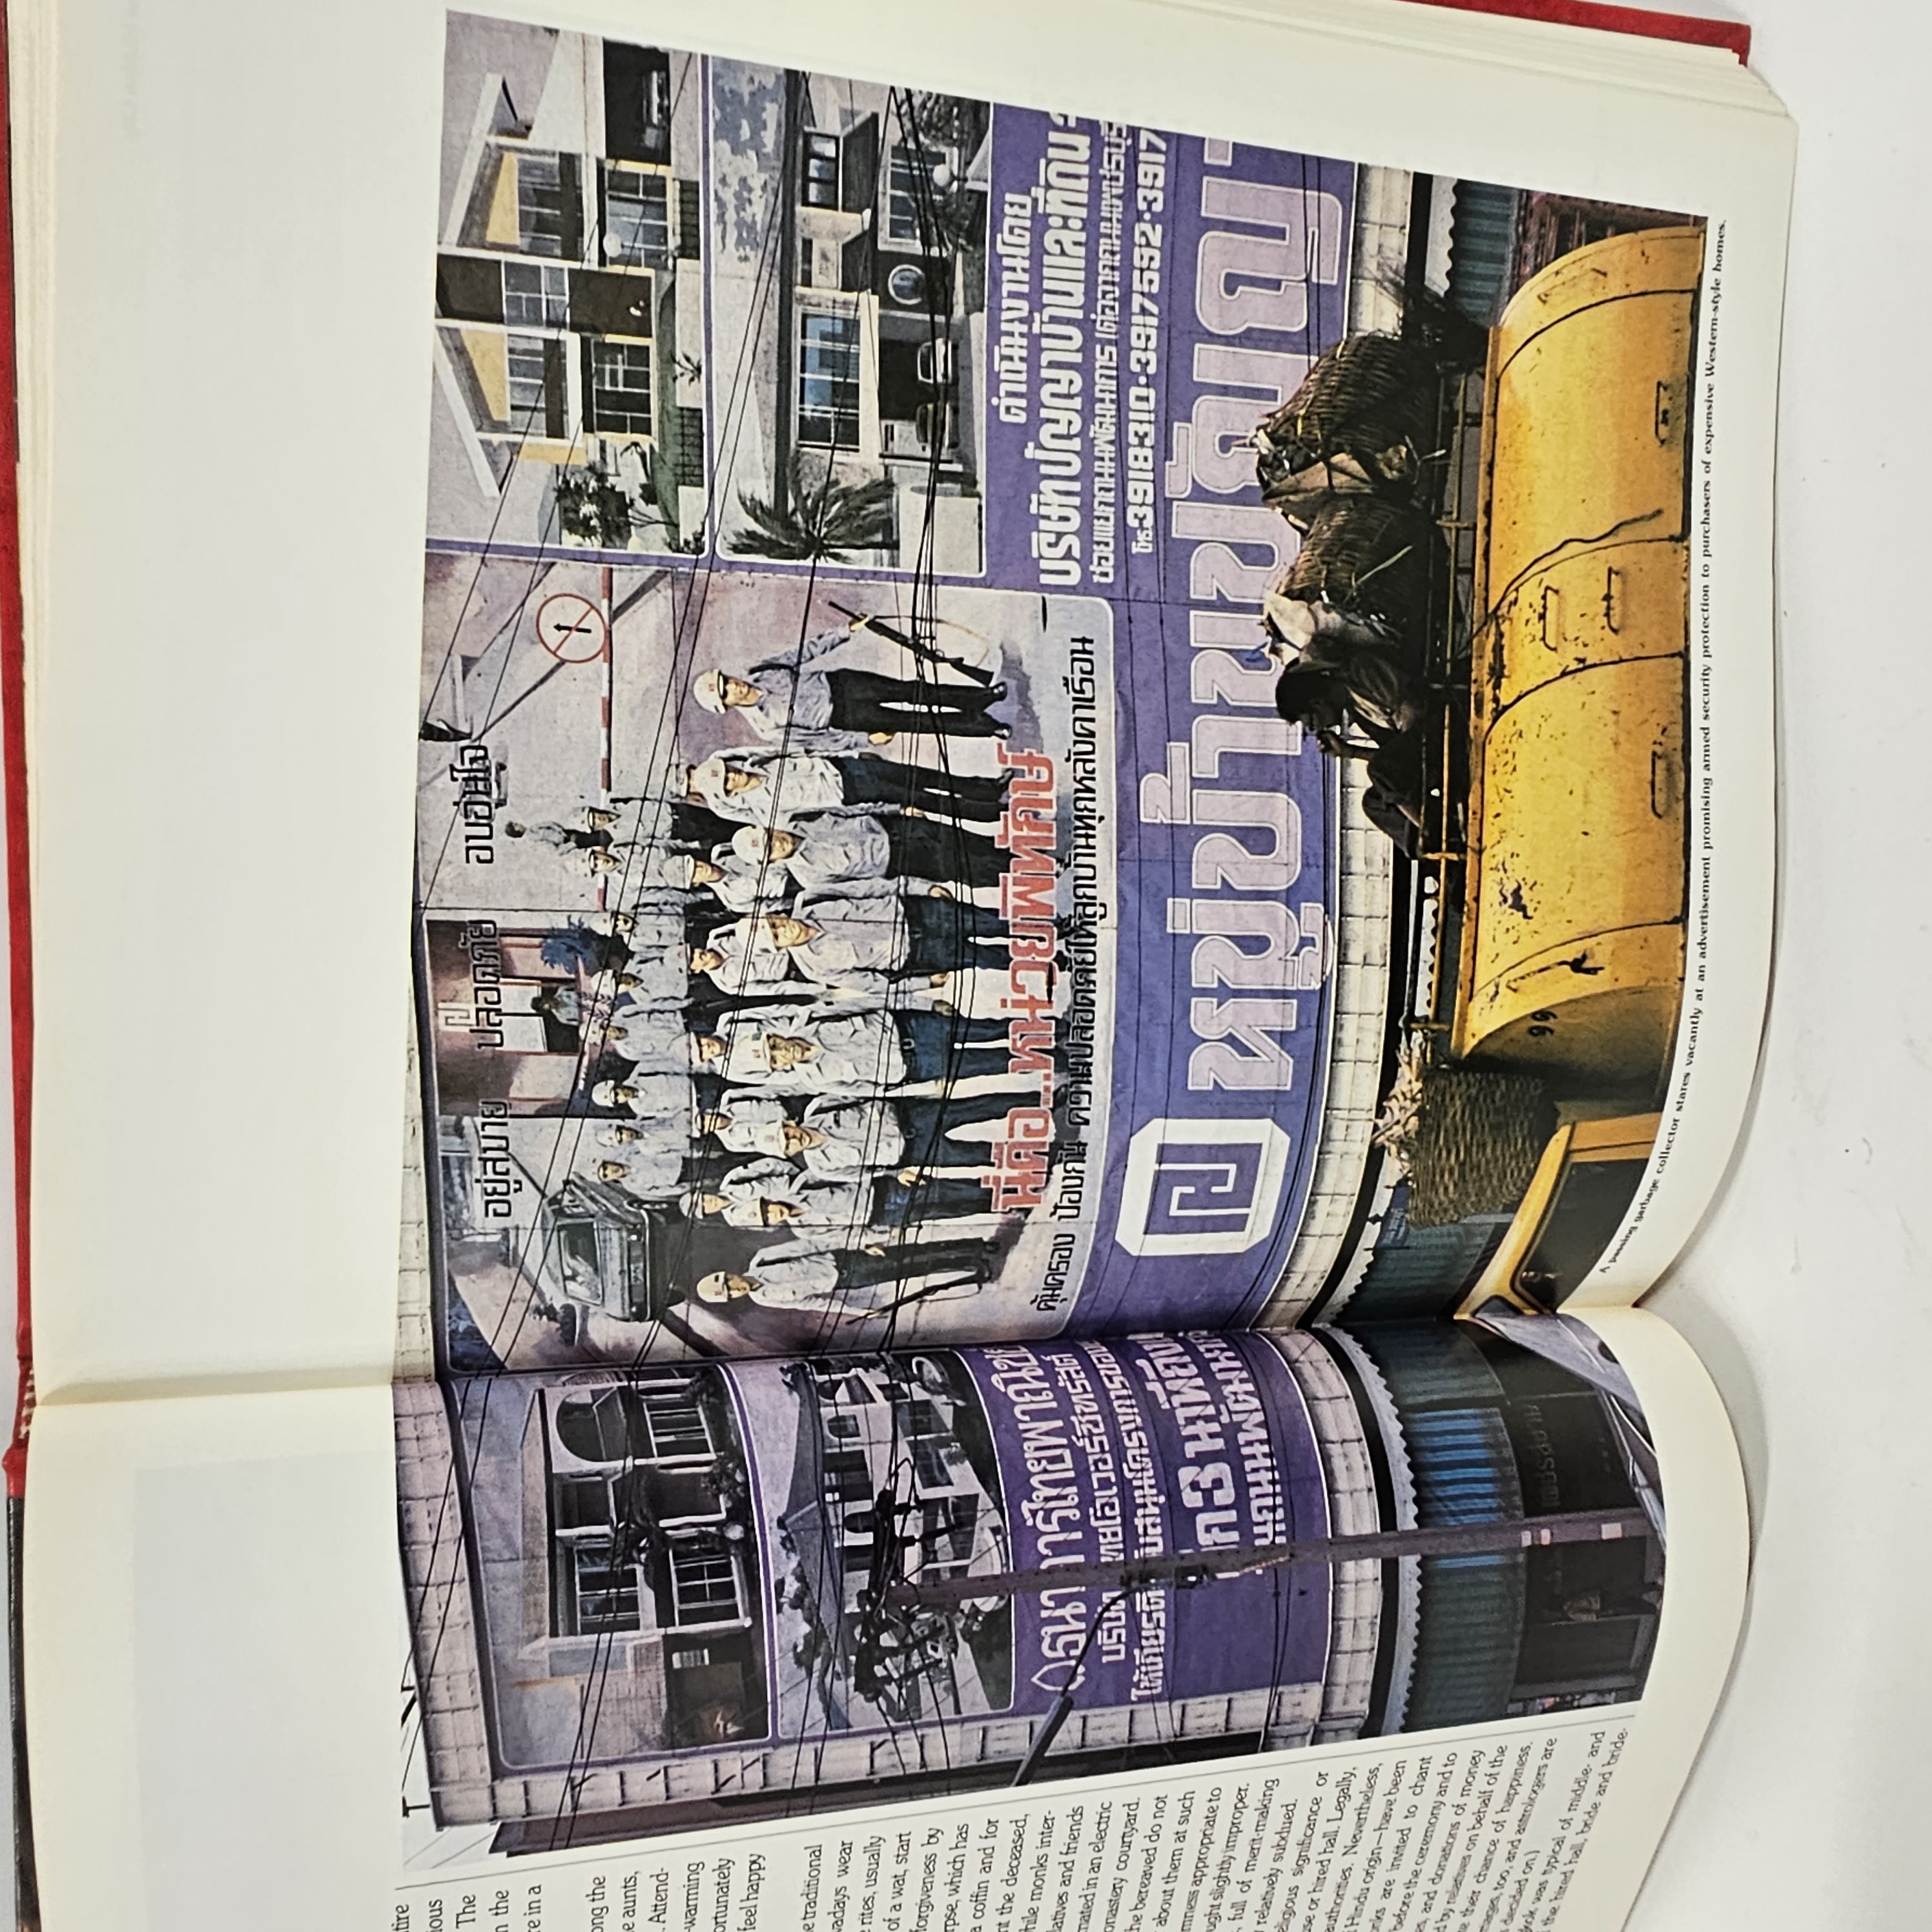 tire
ious
The
n the
re in a
ong the
e aunts,
. Attend-
-warming
ortunately
feel happy
e traditional
wadays wear
e rites, usually
of a wat, start
forgiveness by
rpse, which has
a coffin and for
nt the deceased,
hile monks inter-
latives and friends
mated in an electric
onastery courtyard.
he bereaved do not
about them at such
mness appropriate to
ught slightly improper.
, full of merit-making
relatively subdued.
eligious significance or
use or hired hall. Legally,
authorities. Nevertheless,
f Hindu origin—have been
onks are invited to chant
before the ceremony and to
es, and donations of money
d by relatives on behalf of the
te their chance of happiness.
mages, too, and astrologers are
s decided on.)
gkok was typical of middle- and
the hired hall, bride and bride-
อยู่สบาย ปลอดภัย อบอุ่นใจ
นี่คือ...หน่วยพิทักษ์
คุ้มครอง ป้องกัน ความปลอดภัยให้ลูกบ้านทุกหลังคาเรือน
ธนาคารไทยพาณิชย
บริษัท ไทยโอเวอร์ซีทรัสต์
ให้เกียรติสนับสนุนโครงการของ
อีก 3 นาทีถึง
บนถนนพัฒนาก
ดำเนินงานโดย
บริษัทปัญญาบ้านและที่ดิน
ซอยแยกถนนพัฒนาการ (ต่อจากถนนเพชรบุรี
โทร.3918310·3917592·3917
หมู่บ้านปัญญา
เพชรสยาม
99
A passing garbage collector stares vacantly at an advertisement promising armed security protection to purchasers of expensive Western-style homes.